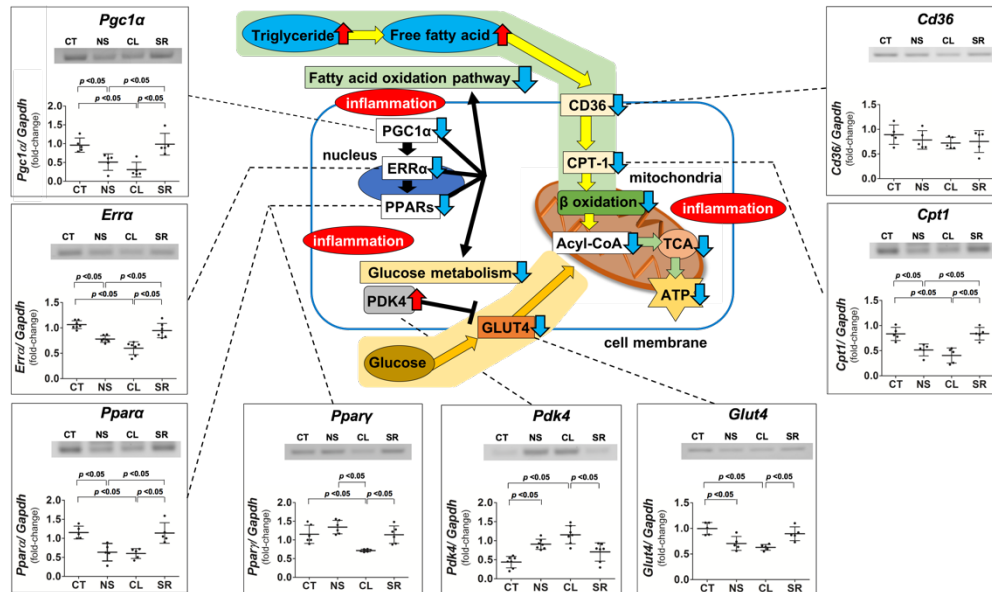 Pgc1α
CT NS CL SR
p <0.05
p <0.05 p <0.05
p <0.05 p <0.05
Pgc1α/ Gapdh
(fold-change)
2.0
1.5
1.0
0.5
0.0
CT NS CL SR
Errα
CT NS CL SR
p <0.05 p <0.05
p <0.05 p <0.05
Errα/ Gapdh
(fold-change)
2.0
1.5
1.0
0.5
0.0
CT NS CL SR
Pparα
CT NS CL SR
p <0.05 p <0.05
p <0.05 p <0.05
Pparα/ Gapdh
(fold-change)
2.0
1.5
1.0
0.5
0.0
CT NS CL SR
Triglyceride
Free fatty acid
Fatty acid oxidation pathway
inflammation
PGC1α
nucleus
ERRα
PPARs
inflammation
Glucose metabolism
PDK4
GLUT4
Glucose
CD36
CPT-1
mitochondria
β oxidation
inflammation
Acyl-CoA
TCA
ATP
cell membrane
Pparγ
CT NS CL SR
p <0.05
p <0.05 p <0.05
Pparγ/ Gapdh
(fold-change)
2.0
1.5
1.0
0.5
0.0
CT NS CL SR
Pdk4
CT NS CL SR
p <0.05 p <0.05
p <0.05
Pdk4/ Gapdh
(fold-change)
2.0
1.5
1.0
0.5
0.0
CT NS CL SR
Glut4
CT NS CL SR
p <0.05
p <0.05 p <0.05
Glut4/ Gapdh
(fold-change)
2.0
1.5
1.0
0.5
0.0
CT NS CL SR
Cd36
CT NS CL SR
Cd36/ Gapdh
(fold-change)
2.0
1.5
1.0
0.5
0.0
CT NS CL SR
Cpt1
CT NS CL SR
p <0.05 p <0.05
p <0.05 p <0.05
Cpt1/ Gapdh
(fold-change)
2.0
1.5
1.0
0.5
0.0
CT NS CL SR